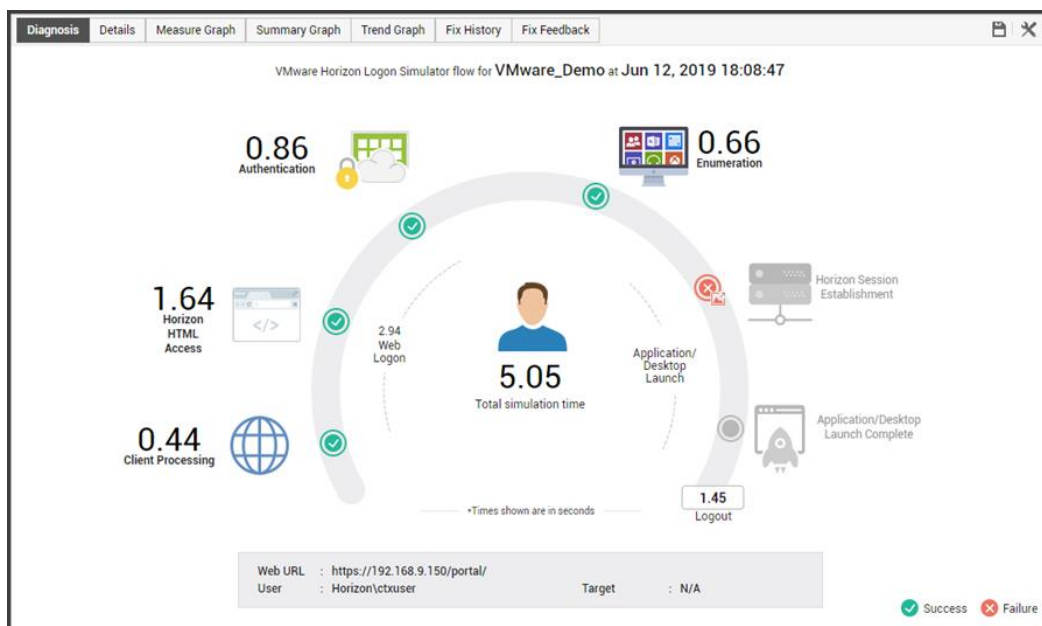 Diagnosis Details Measure Graph Summary Graph Trend Graph Fix History Fix Feedback
VMware Horizon Logon Simulator flow for VMware_Demo at Jun 12, 2019 18:08:47
0.86
Authentication
0.66
Enumeration
1.64
Horizon
HTML
Access
Horizon Session
Establishment
2.94
Web
Logon
Application/
Desktop
Launch
5.05
Total simulation time
0.44
Client Processing
Application/Desktop
Launch Complete
1.45
Logout
*Times shown are in seconds
Web URL : https://192.168.9.150/portal/
User : Horizon\ctxuser Target : N/A
Success Failure